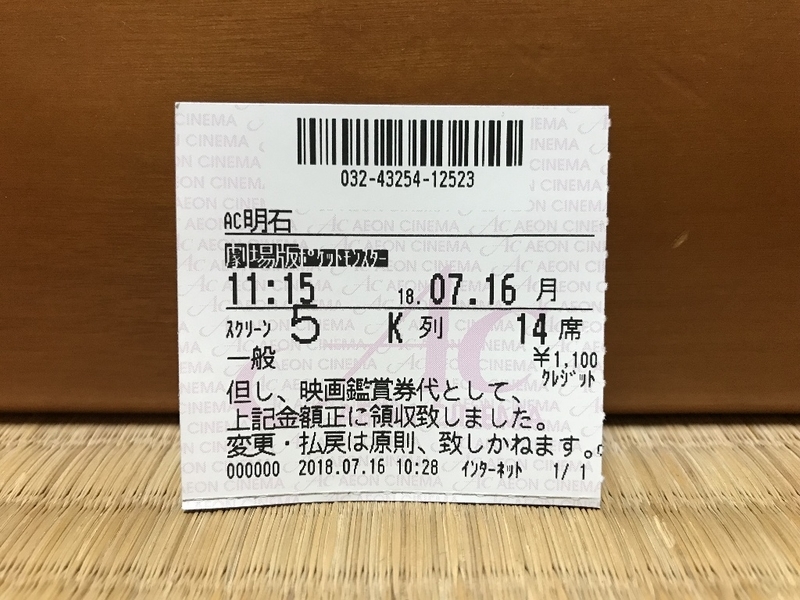 032-43254-12523
AC明石
劇場版ﾎﾟｹｯﾄﾓﾝｽﾀｰ
11:15 18.07.16 月
ｽｸﾘｰﾝ 5 K 列 14 席
一般 ¥1,100
ｸﾚｼﾞｯﾄ
但し、映画鑑賞券代として、
上記金額正に領収致しました。
変更・払戻は原則、致しかねます。
000000 2018.07.16 10:28 ｲﾝﾀｰﾈｯﾄ 1/ 1
AC AEON CINEMA